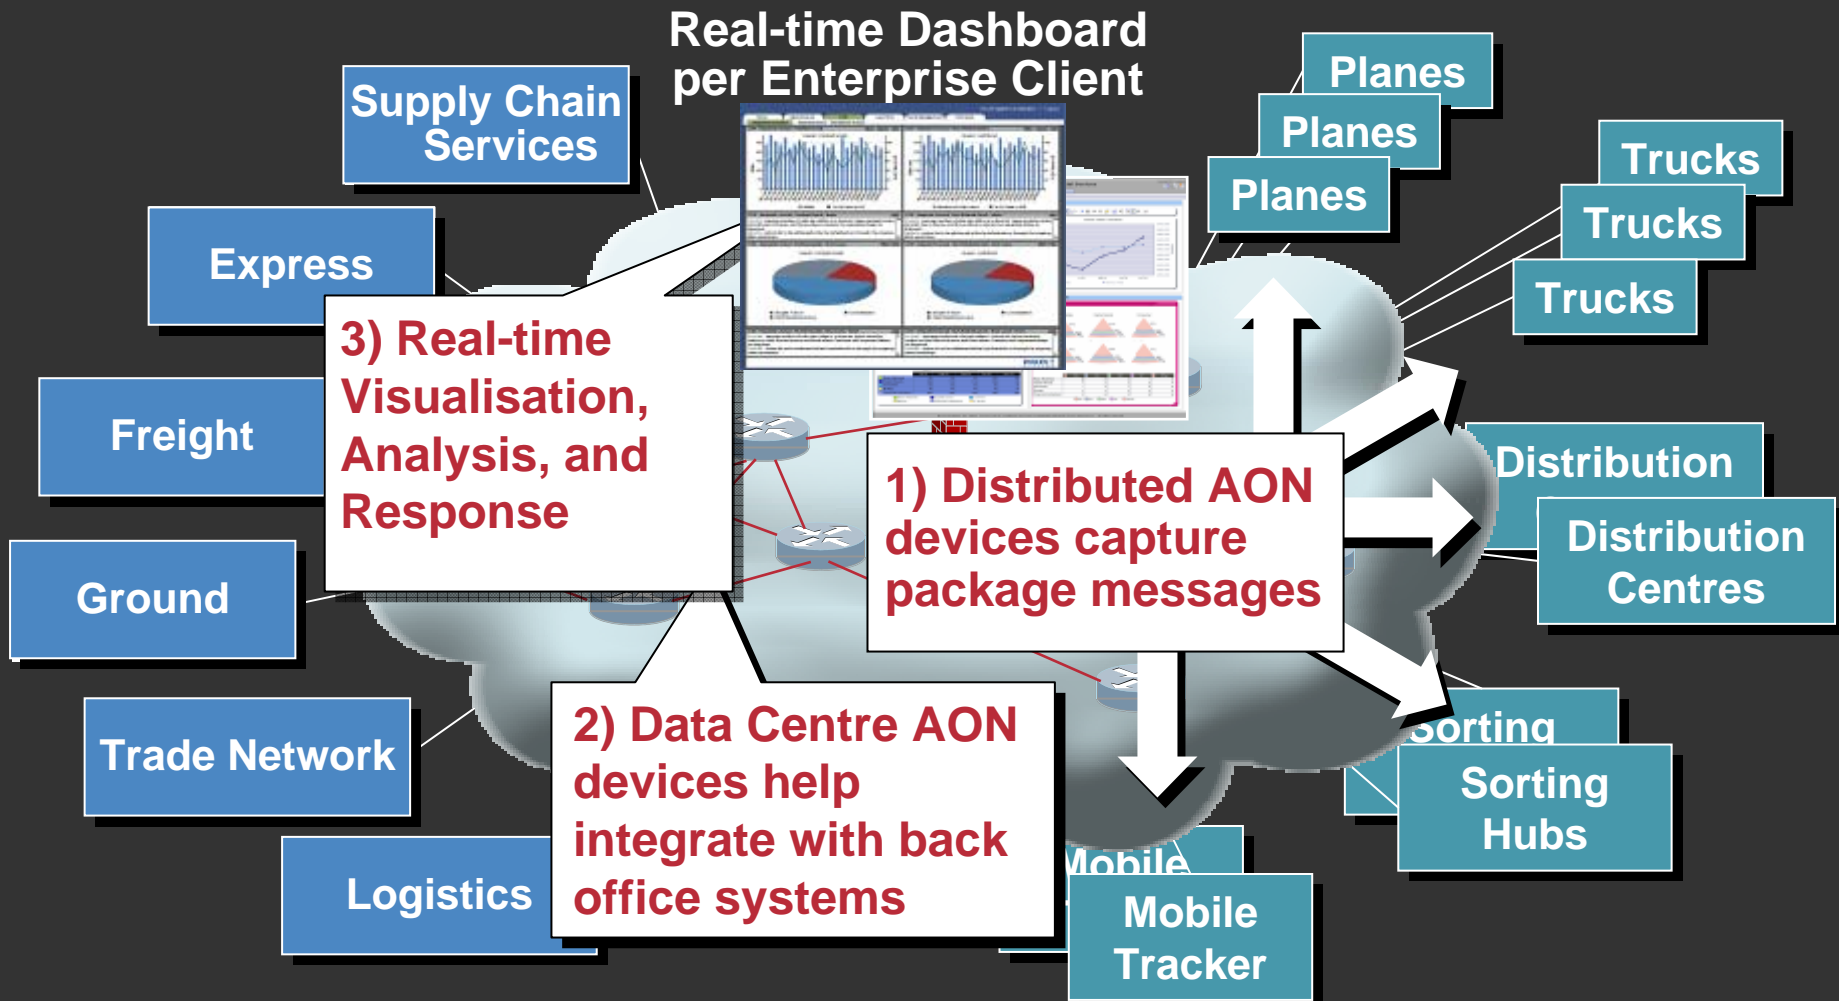 Real-time Dashboard
per Enterprise Client
Supply Chain
Services
Express
Freight
Ground
Trade Network
Logistics
3) Real-time
Visualisation,
Analysis, and
Response
2) Data Centre AON
devices help
integrate with back
office systems
1) Distributed AON
devices capture
package messages
Planes
Planes
Planes
Trucks
Trucks
Trucks
Distribution
Distribution
Centres
Sorting
Sorting
Hubs
Mobile
Mobile
Tracker